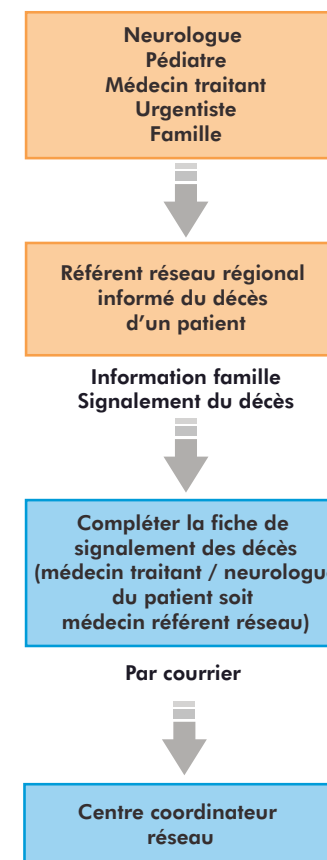 Neurologue
Pédiatre
Médecin traitant
Urgentiste
Famille
Référent réseau régional
informé du décès
d’un patient
Information famille
Signalement du décès
Compléter la fiche de
signalement des décès
(médecin traitant / neurologue
du patient soit
médecin référent réseau)
Par courrier
Centre coordinateur
réseau